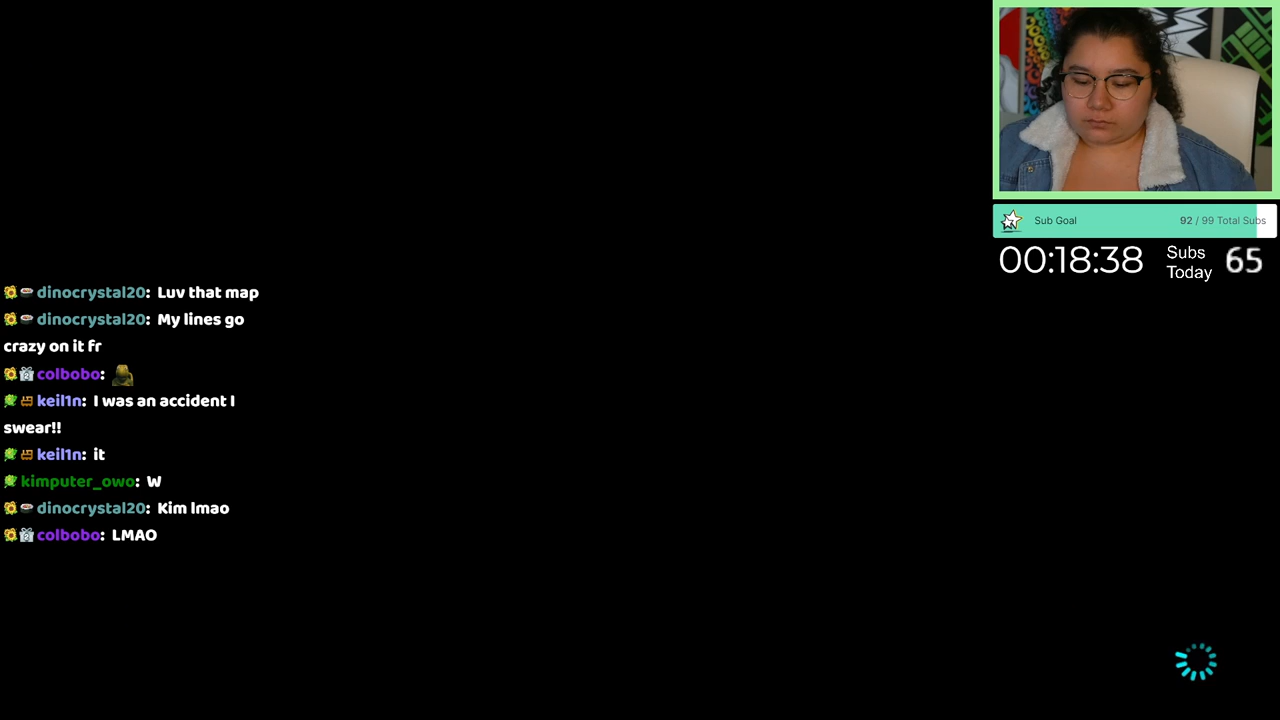 Sub Goal 92 / 99 Total Subs
00:18:38 Subs Today 65
dinocrystal20: Luv that map
dinocrystal20: My lines go
crazy on it fr
colbobo:
keil1n: I was an accident I
swear!!
keil1n: it
kimputer_owo: W
dinocrystal20: Kim lmao
colbobo: LMAO